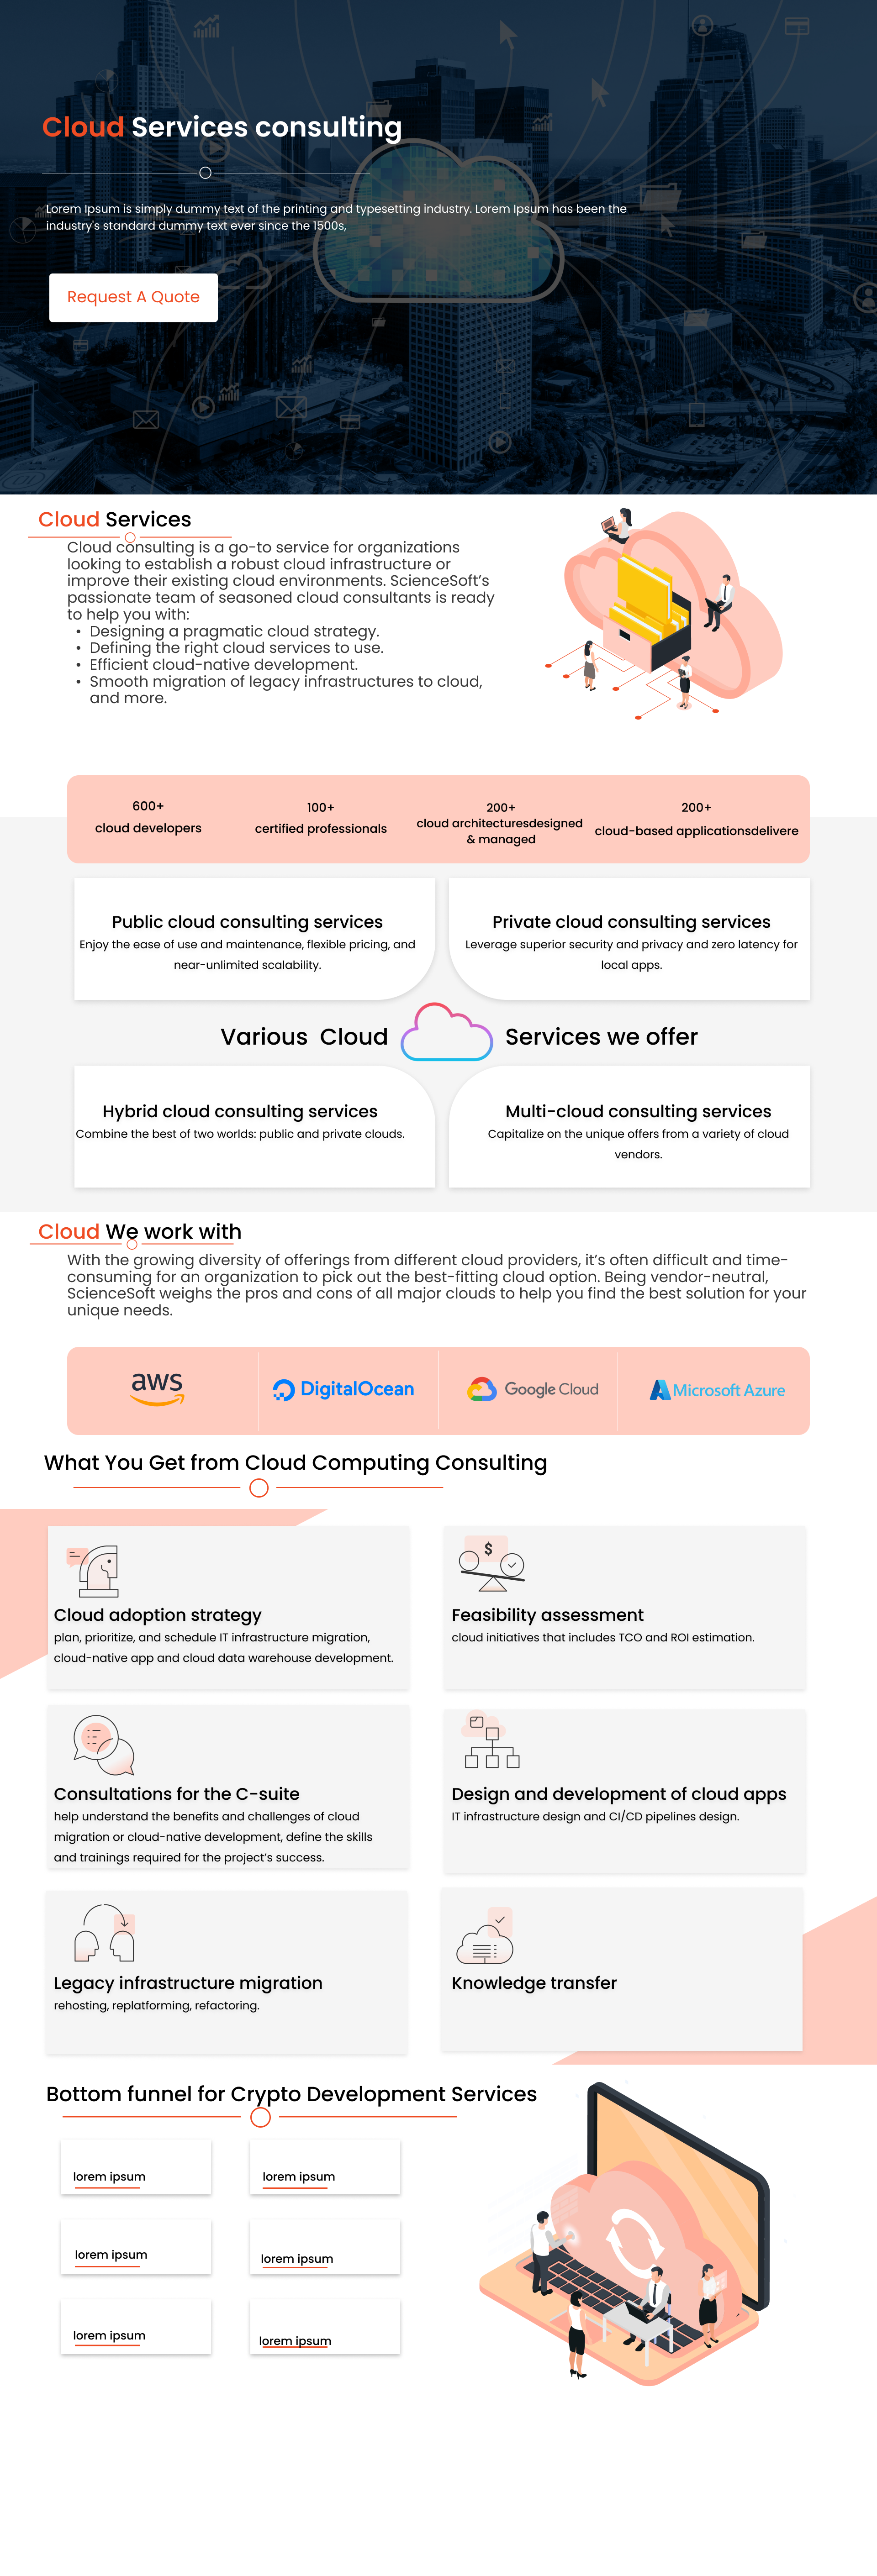 Cloud Services consulting
Lorem Ipsum is simply dummy text of the printing and typesetting industry. Lorem Ipsum has been the
industry's standard dummy text ever since the 1500s,
Request A Quote
Cloud Services
Cloud consulting is a go-to service for organizations
looking to establish a robust cloud infrastructure or
improve their existing cloud environments. ScienceSoft's
passionate team of seasoned cloud consultants is ready
to help you with:
• Designing a pragmatic cloud strategy.
• Defining the right cloud services to use.
• Efficient cloud-native development.
• Smooth migration of legacy infrastructures to cloud,
and more.
600+
cloud developers
100+
certified professionals
200+
cloud architecturesdesigned
& managed
200+
cloud-based applicationsdelivere
Public cloud consulting services
Enjoy the ease of use and maintenance, flexible pricing, and
near-unlimited scalability.
Private cloud consulting services
Leverage superior security and privacy and zero latency for
local apps.
Various Cloud Services we offer
Hybrid cloud consulting services
Combine the best of two worlds: public and private clouds.
Multi-cloud consulting services
Capitalize on the unique offers from a variety of cloud
vendors.
Cloud We work with
With the growing diversity of offerings from different cloud providers, it's often difficult and time-
consuming for an organization to pick out the best-fitting cloud option. Being vendor-neutral,
ScienceSoft weighs the pros and cons of all major clouds to help you find the best solution for your
unique needs.
aws
DigitalOcean
Google Cloud
Microsoft Azure
What You Get from Cloud Computing Consulting
Cloud adoption strategy
plan, prioritize, and schedule IT infrastructure migration,
cloud-native app and cloud data warehouse development.
$
Feasibility assessment
cloud initiatives that includes TCO and ROI estimation.
Consultations for the C-suite
help understand the benefits and challenges of cloud
migration or cloud-native development, define the skills
and trainings required for the project's success.
Design and development of cloud apps
IT infrastructure design and CI/CD pipelines design.
Legacy infrastructure migration
rehosting, replatforming, refactoring.
Knowledge transfer
Bottom funnel for Crypto Development Services
lorem ipsum
lorem ipsum
lorem ipsum
lorem ipsum
lorem ipsum
lorem ipsum